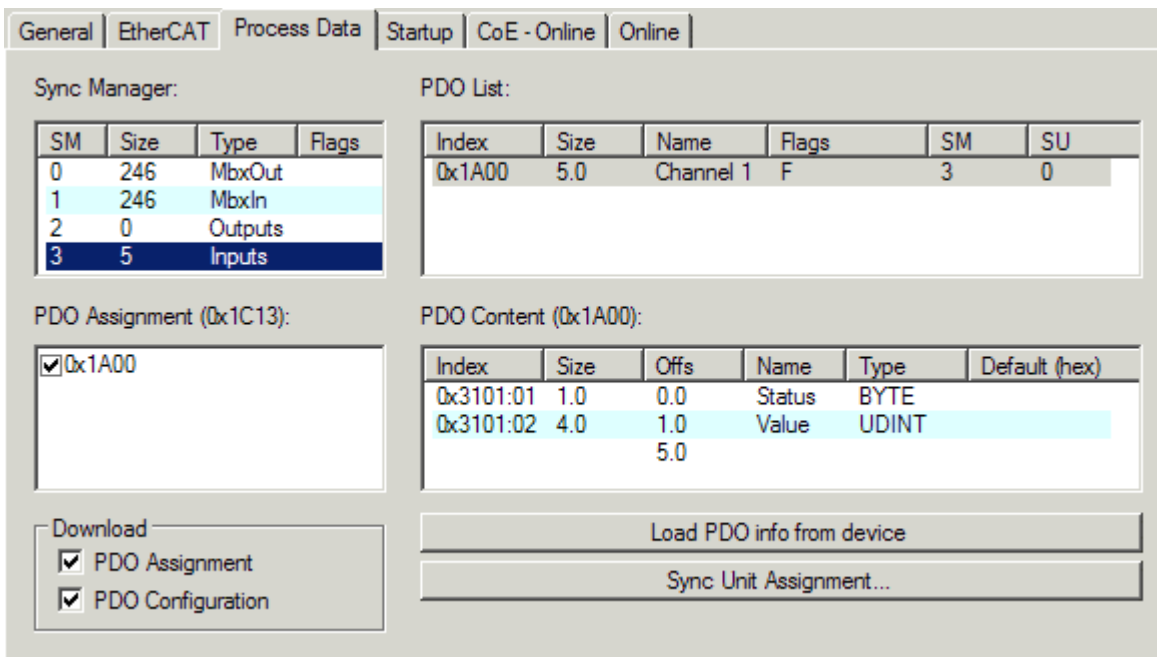 General EtherCAT Process Data Startup CoE - Online Online
Sync Manager:
SM Size Type Flags
0 246 MbxOut
1 246 MbxIn
2 0 Outputs
3 5 Inputs
PDO List:
Index Size Name Flags SM SU
0x1A00 5.0 Channel 1 F 3 0
PDO Assignment (0x1C13):
0x1A00
PDO Content (0x1A00):
Index Size Offs Name Type Default (hex)
0x3101:01 1.0 0.0 Status BYTE
0x3101:02 4.0 1.0 Value UDINT
5.0
Download
PDO Assignment
PDO Configuration
Load PDO info from device
Sync Unit Assignment...